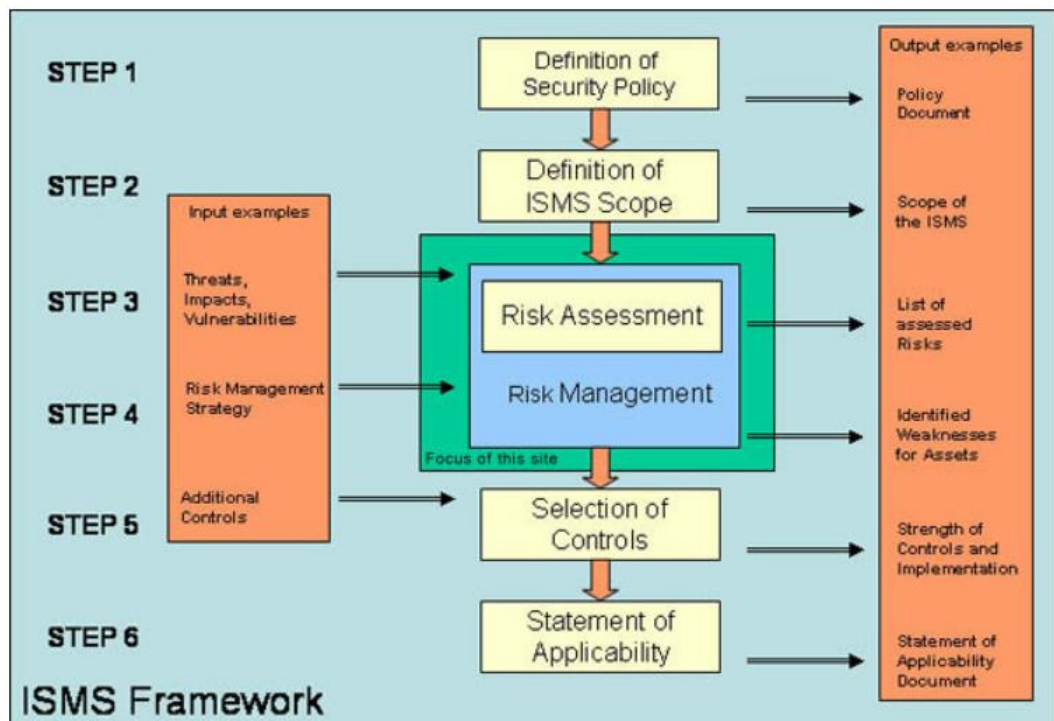 STEP 1
Definition of
Security Policy
STEP 2
Definition of
ISMS Scope
Input examples
Threats,
Impacts,
Vulnerabilities
STEP 3
Risk Assessment
Risk Management
Strategy
STEP 4
Risk Management
Focus of this site
Additional
Controls
STEP 5
Selection of
Controls
STEP 6
Statement of
Applicability
Output examples
Policy
Document
Scope of
the ISMS
List of
assessed
Risks
Identified
Weaknesses
for Assets
Strength of
Controls and
Implementation
Statement of
Applicability
Document
ISMS Framework